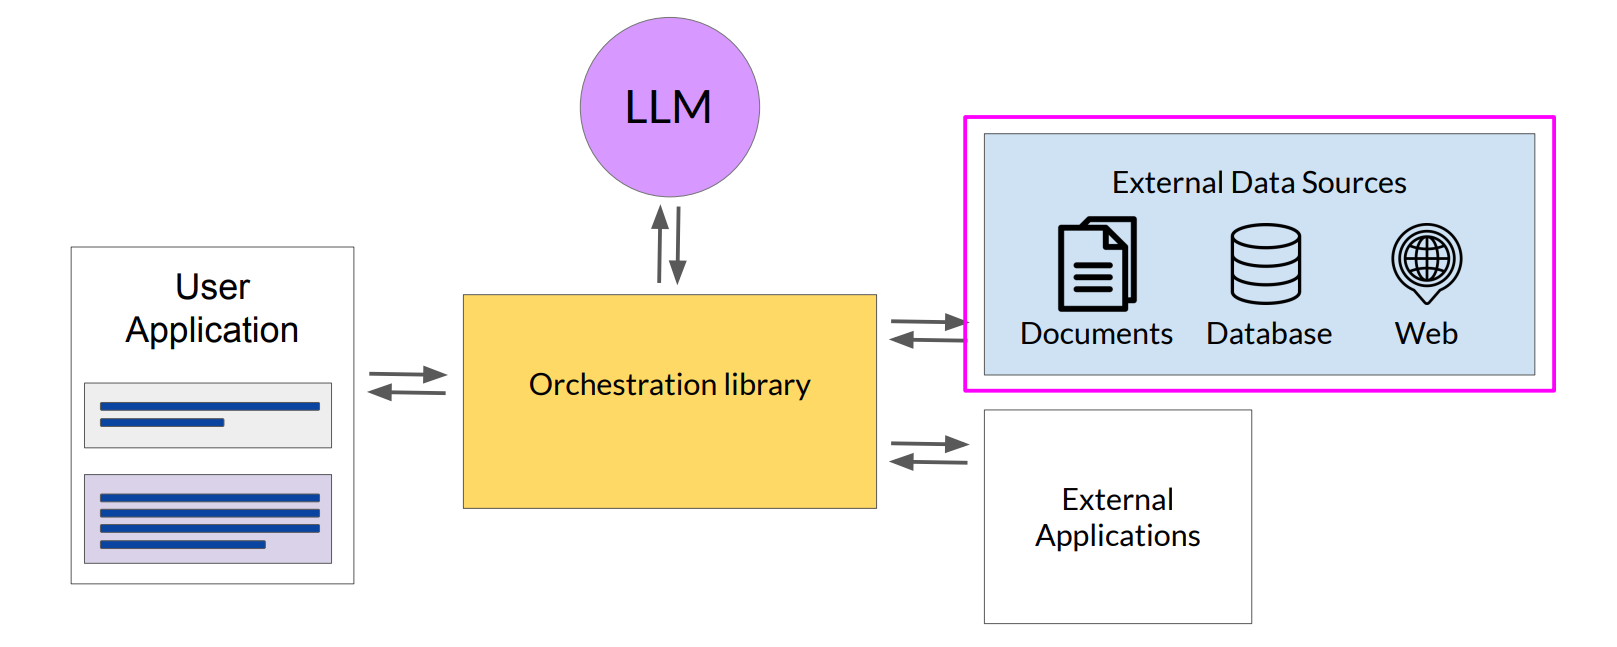 LLM
External Data Sources
Documents
Database
Web
User
Application
Orchestration library
External
Applications